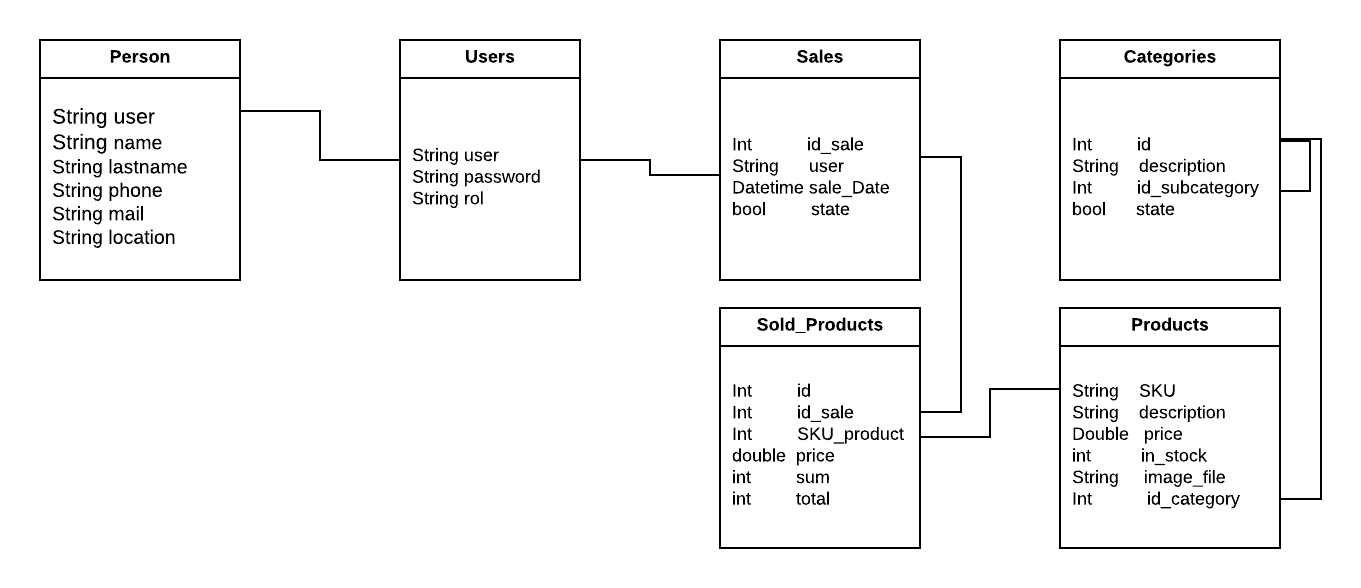 Person
String user
String name
String lastname
String phone
String mail
String location
Users
String user
String password
String rol
Sales
Int id_sale
String user
Datetime sale_Date
bool state
Categories
Int id
String description
Int id_subcategory
bool state
Sold_Products
Int id
Int id_sale
Int SKU_product
double price
int sum
int total
Products
String SKU
String description
Double price
int in_stock
String image_file
Int id_category